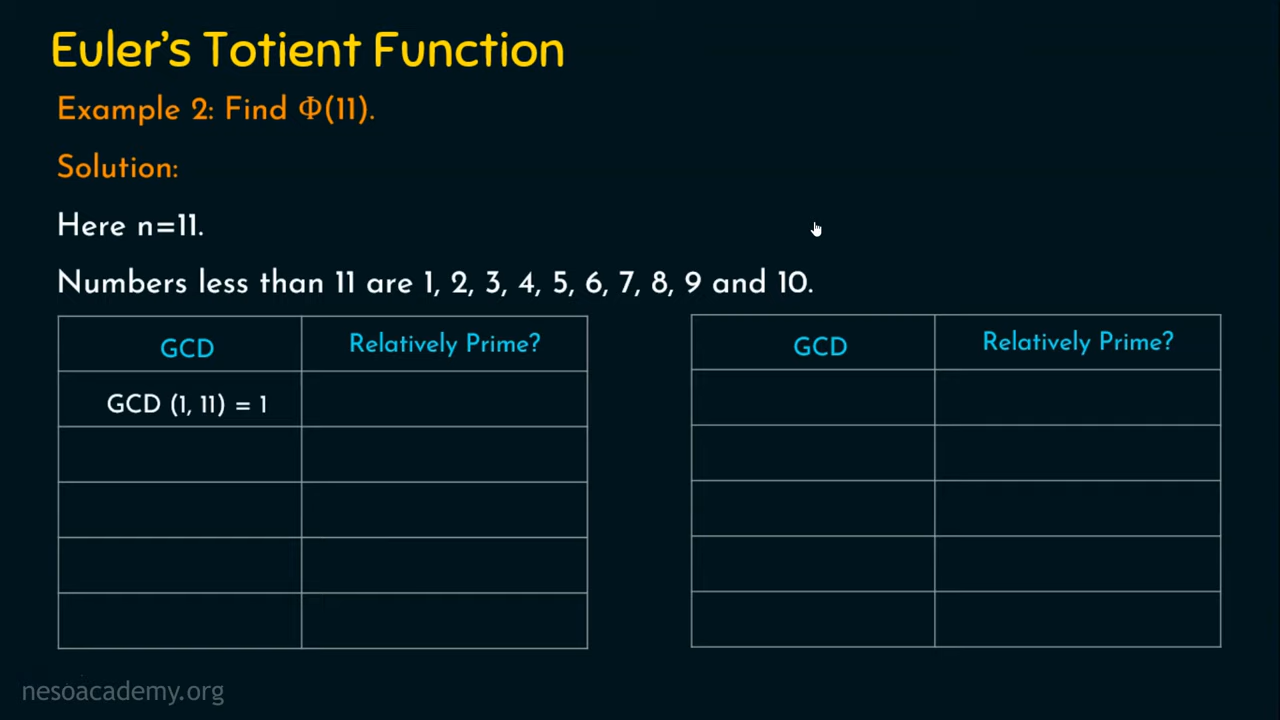 Euler's Totient Function
Example 2: Find Φ(11).
Solution:
Here n=11.
Numbers less than 11 are 1, 2, 3, 4, 5, 6, 7, 8, 9 and 10.
GCD Relatively Prime?
GCD (1, 11) = 1
GCD Relatively Prime?
nesoacademy.org